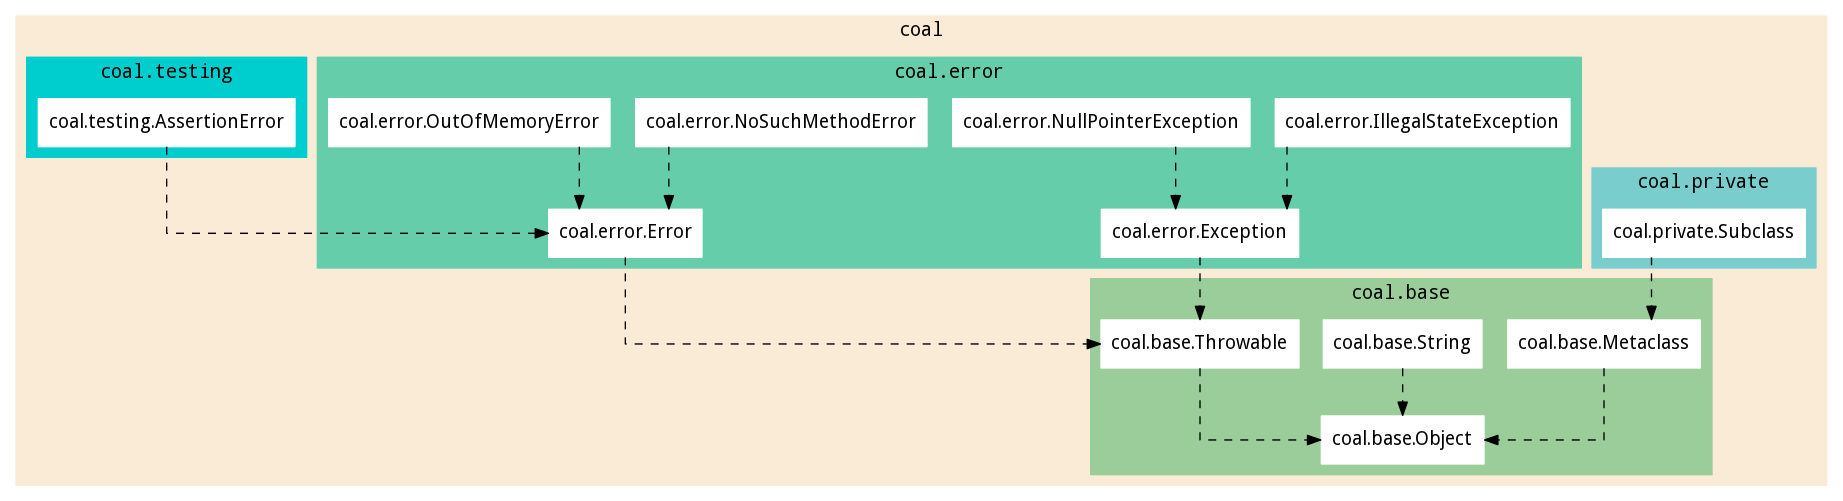 coal
coal.testing
coal.error
coal.testing.AssertionError
coal.error.OutOfMemoryError
coal.error.NoSuchMethodError
coal.error.NullPointerException
coal.error.IllegalStateException
coal.private
coal.error.Error
coal.error.Exception
coal.private.Subclass
coal.base
coal.base.Throwable
coal.base.String
coal.base.Metaclass
coal.base.Object